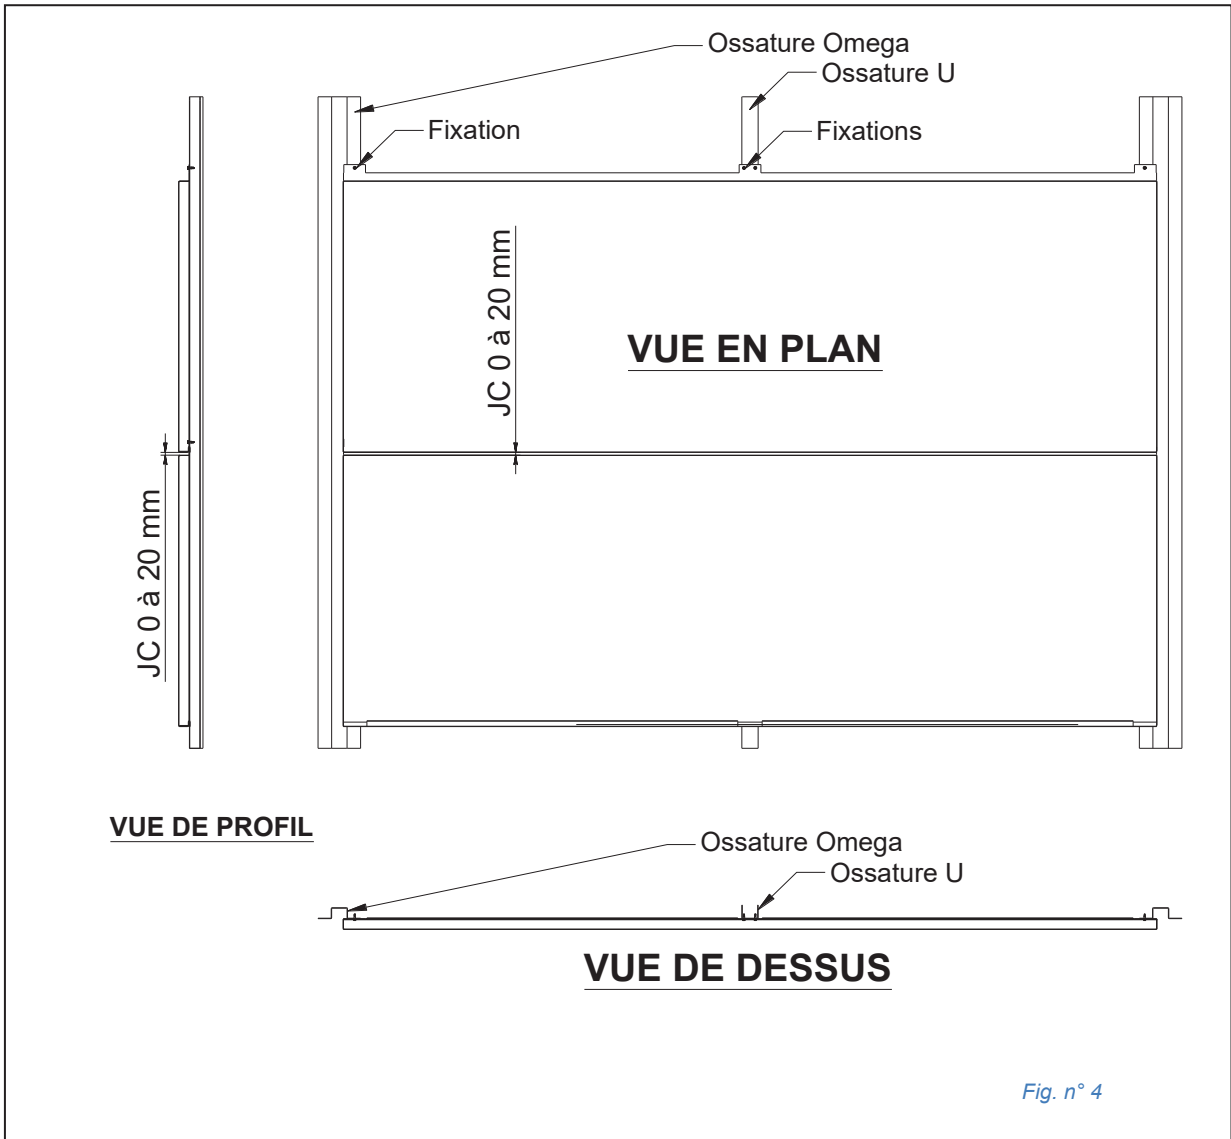 Ossature Omega
Ossature U
Fixation
Fixations
JC 0 à 20 mm
VUE EN PLAN
JC 0 à 20 mm
VUE DE PROFIL
Ossature Omega
Ossature U
VUE DE DESSUS
Fig. n° 4